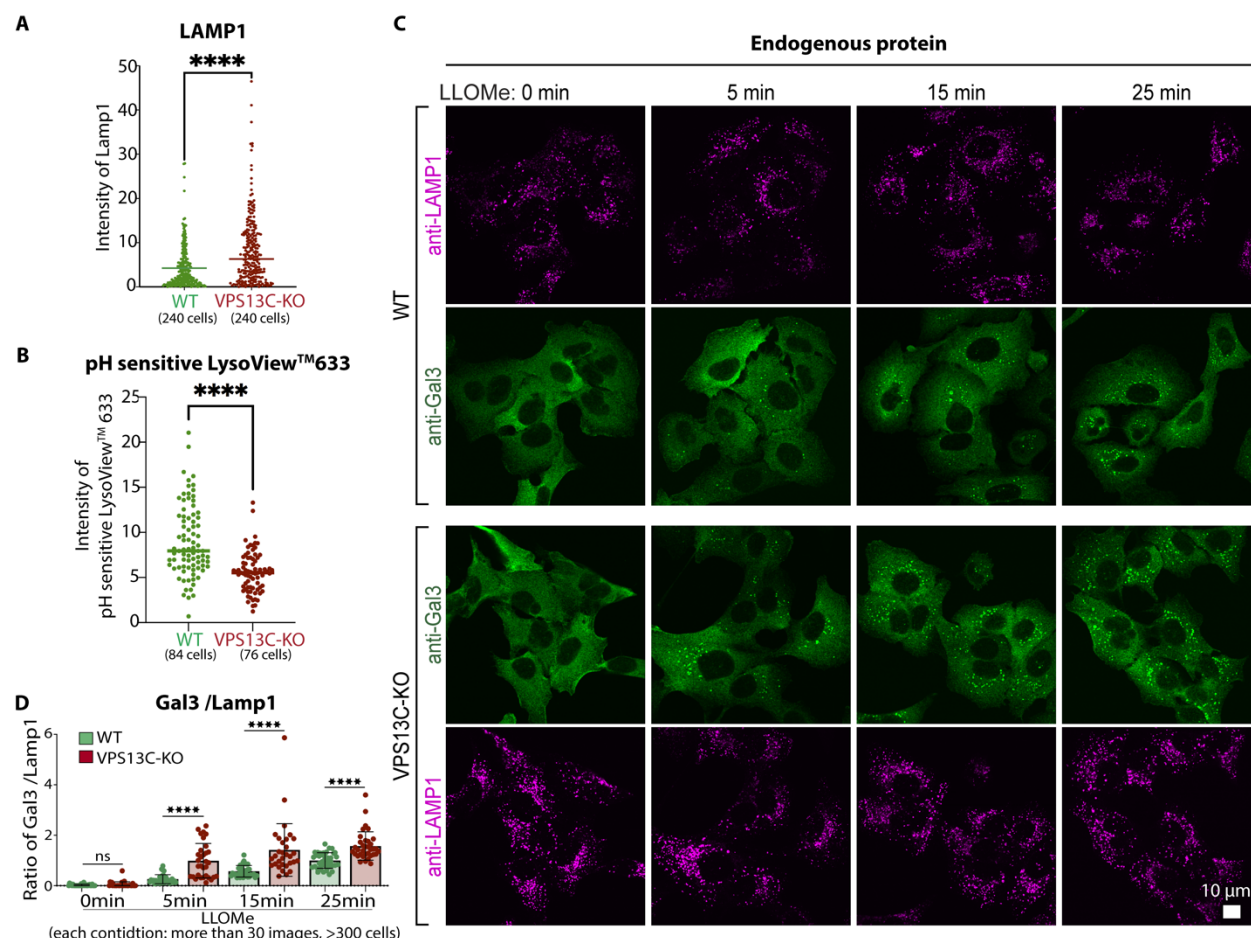 A
LAMP1
****
Intensity of Lamp1
50
40
30
20
10
0
WT
VPS13C-KO
(240 cells)
(240 cells)
B
pH sensitive LysoView™633
****
Intensity of
pH sensitive LysoView™ 633
25
20
15
10
5
0
WT
VPS13C-KO
(84 cells)
(76 cells)
C
Endogenous protein
LLOMe: 0 min
5 min
15 min
25 min
WT
anti-LAMP1
anti-Gal3
VPS13C-KO
anti-Gal3
anti-LAMP1
10 µm
D
Gal3 /Lamp1
Ratio of Gal3 /Lamp1
6
4
2
0
WT
VPS13C-KO
ns
****
****
****
0min
5min
15min
25min
LLOMe
(each contidtion: more than 30 images, >300 cells)